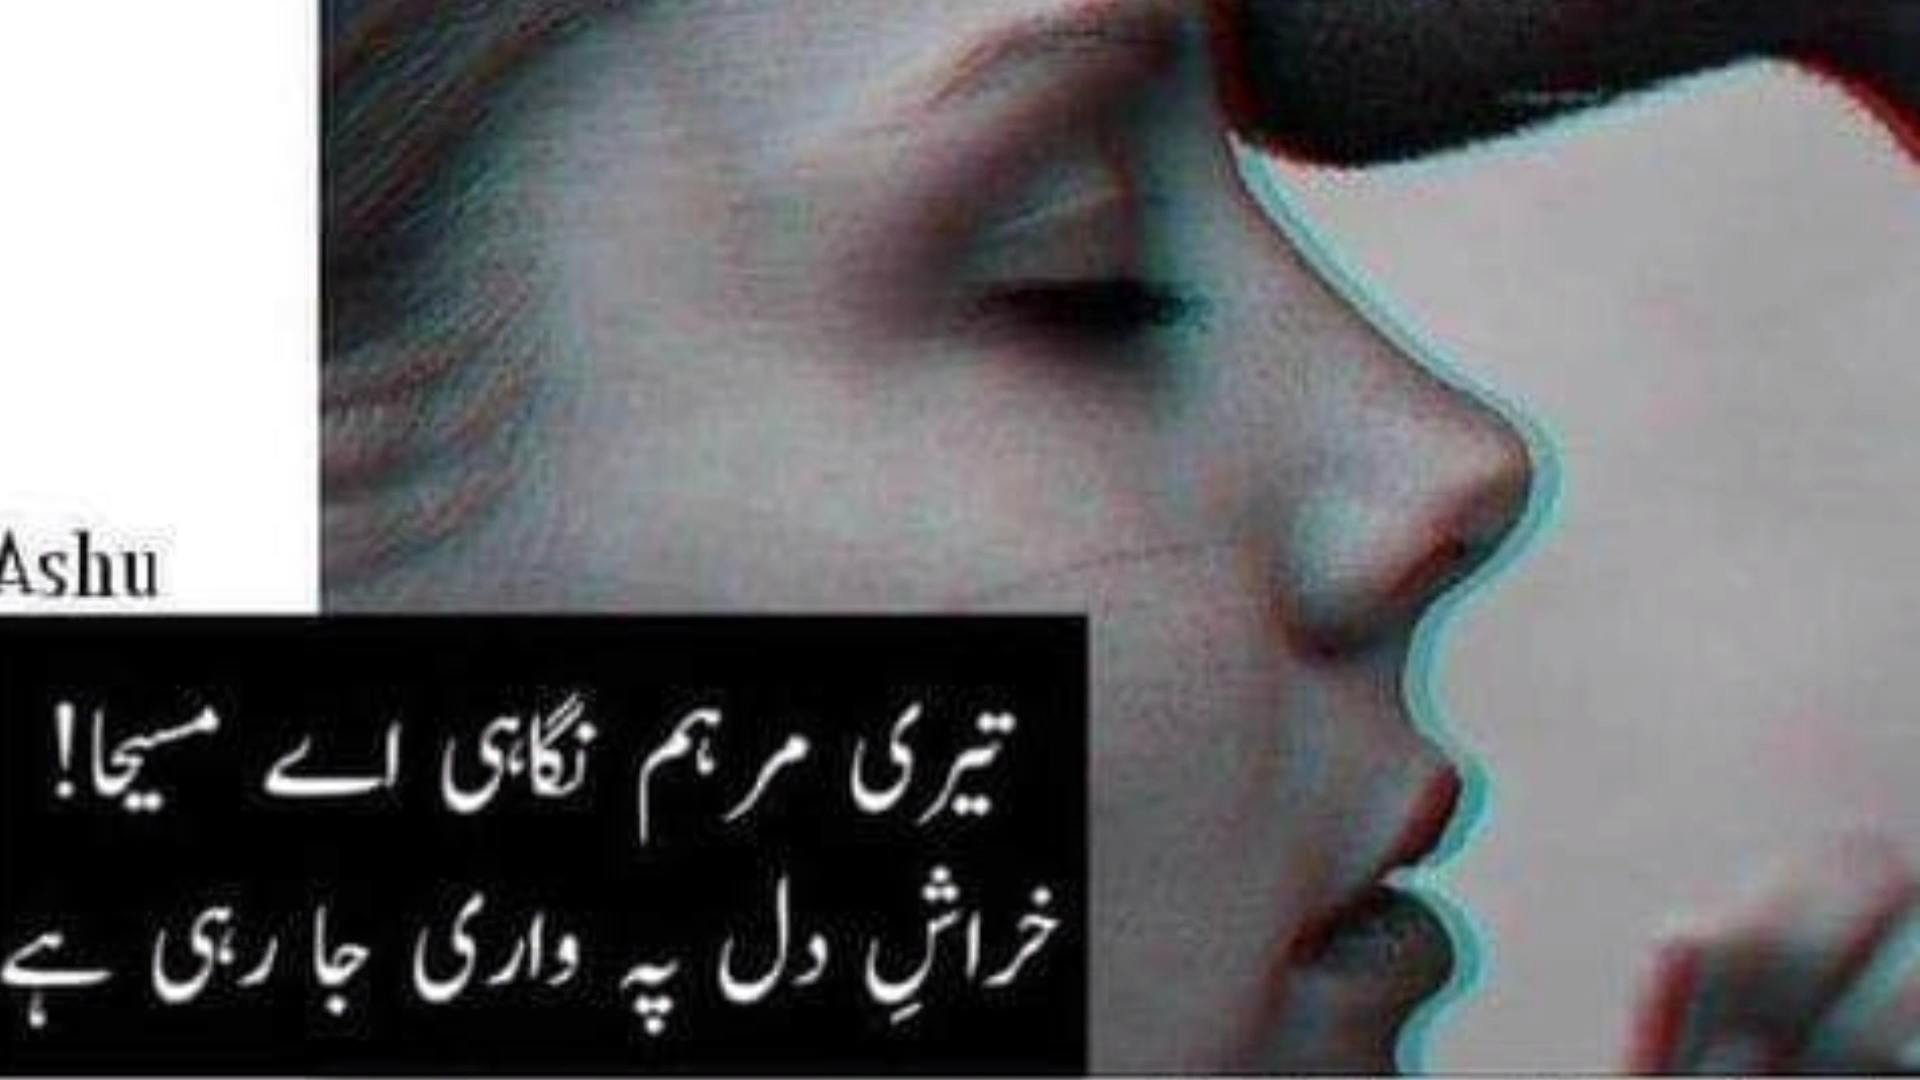 Ashu
تیری مرہم نگاہی اے مسیحا!
خراشِ دل پہ واری جا رہی ہے